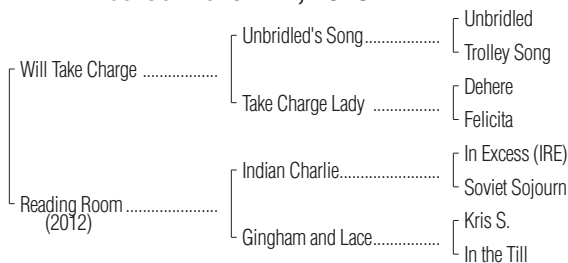 Unbridled
Unbridled's Song
Trolley Song
Will Take Charge
Dehere
Take Charge Lady
Felicita
In Excess (IRE)
Indian Charlie
Soviet Sojourn
Reading Room
(2012)
Kris S.
Gingham and Lace
In the Till